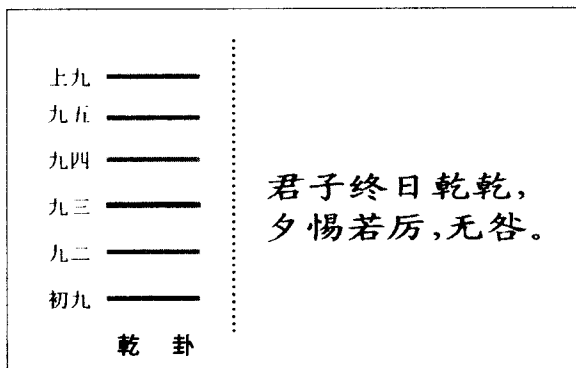 上九
九五
九四
九三
九二
初九
乾 卦
君子终日乾乾,
夕惕若厉,无咎。